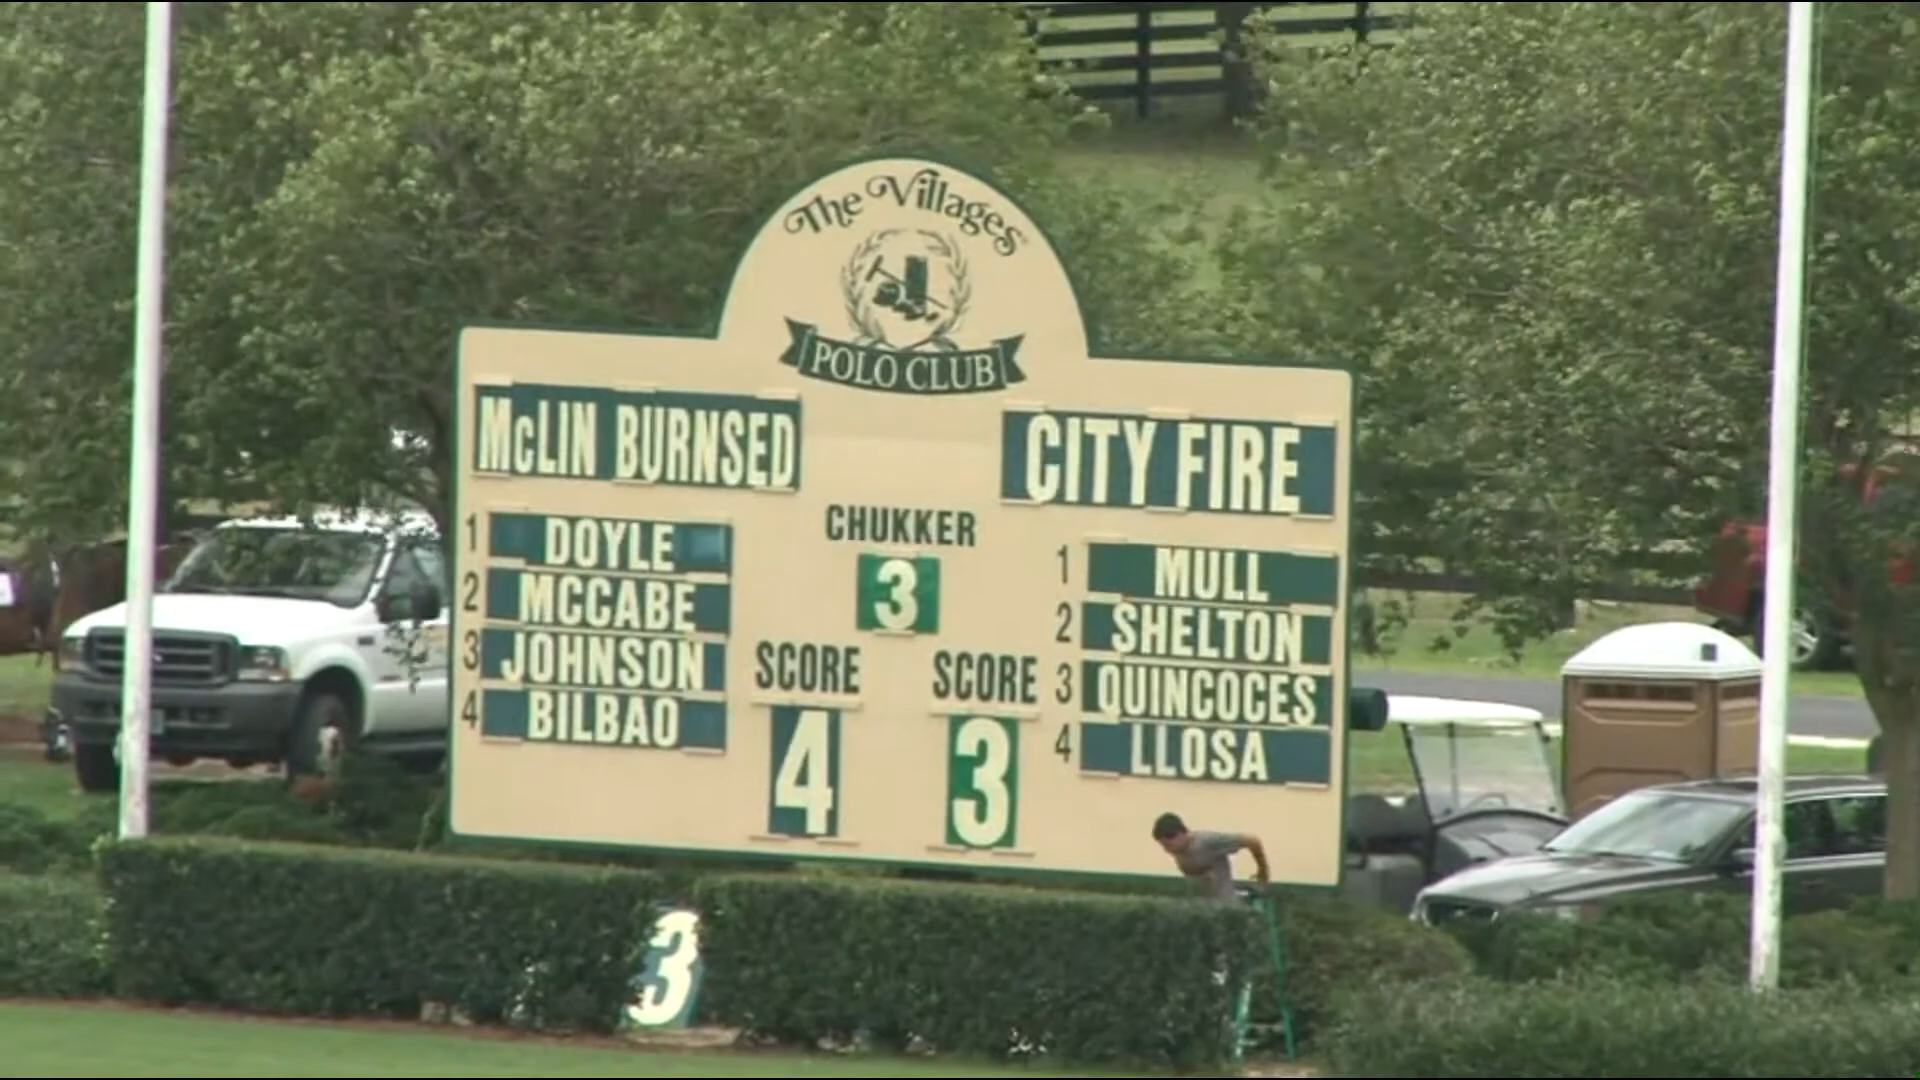 The Villages
POLO CLUB
McLIN BURNSED
CITY FIRE
CHUKKER
3
1 DOYLE
2 MCCABE
3 JOHNSON
4 BILBAO
SCORE
4
SCORE
3
1 MULL
2 SHELTON
3 QUINCOCES
4 LLOSA
3